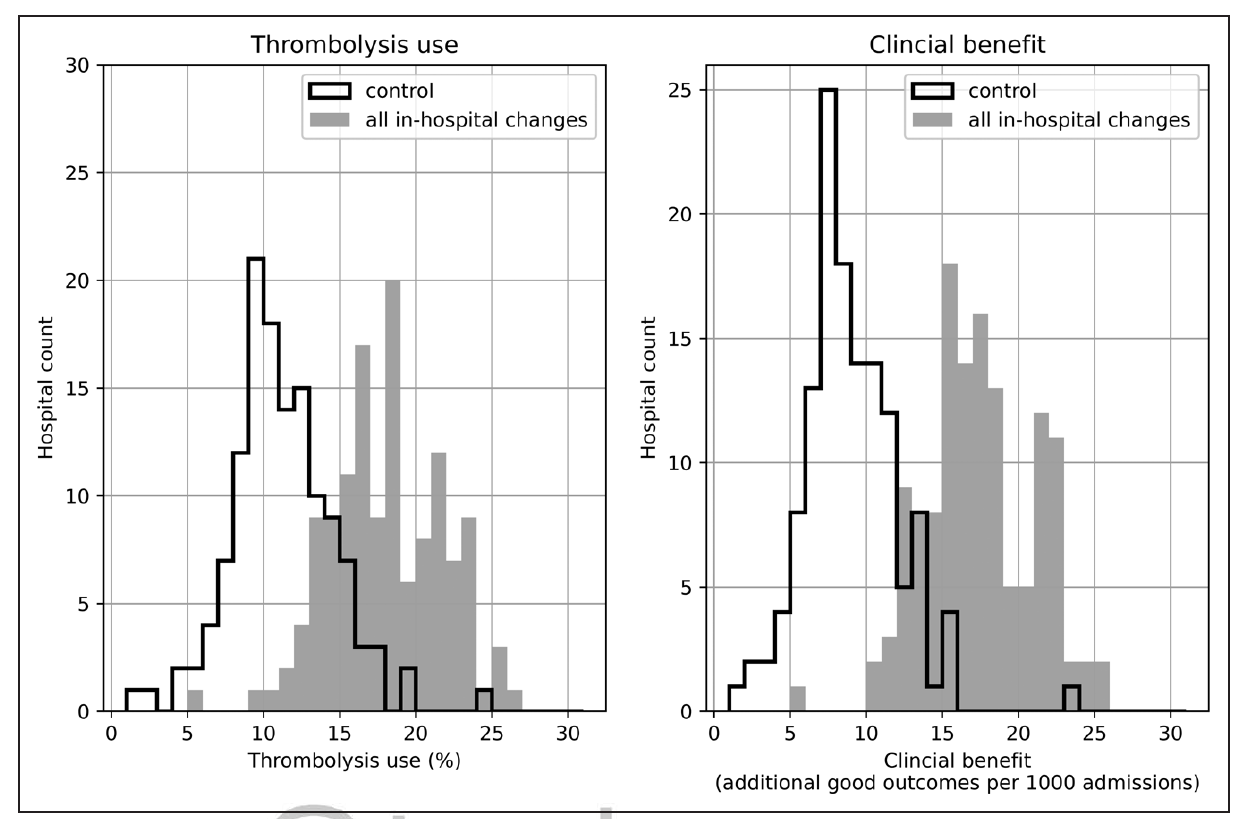 Thrombolysis use
30
25
20
15
10
5
0
Hospital count
control
all in-hospital changes
0 5 10 15 20 25 30
Thrombolysis use (%)
Clincial benefit
25
20
15
10
5
0
Hospital count
control
all in-hospital changes
0 5 10 15 20 25 30
Clincial benefit
(additional good outcomes per 1000 admissions)